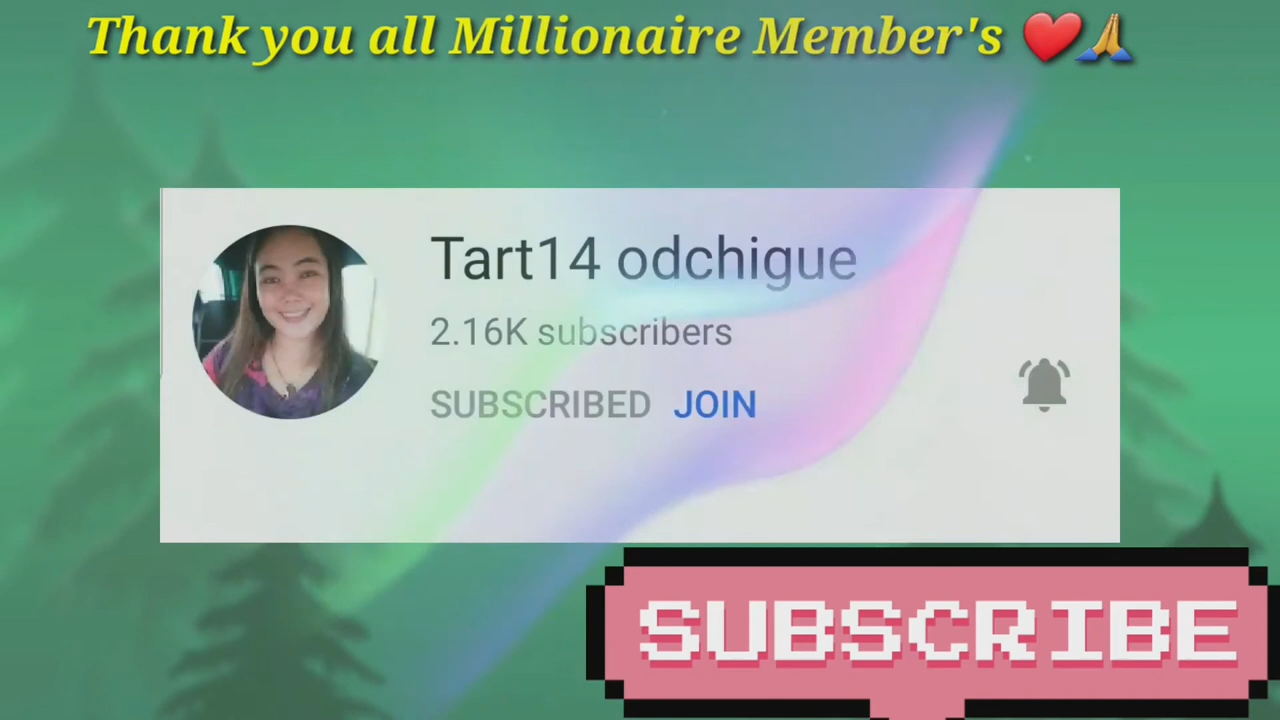 Thank you all Millionaire Member's ❤️🙏
Tart14 odchigue
2.16K subscribers
SUBSCRIBED JOIN
SUBSCRIBE